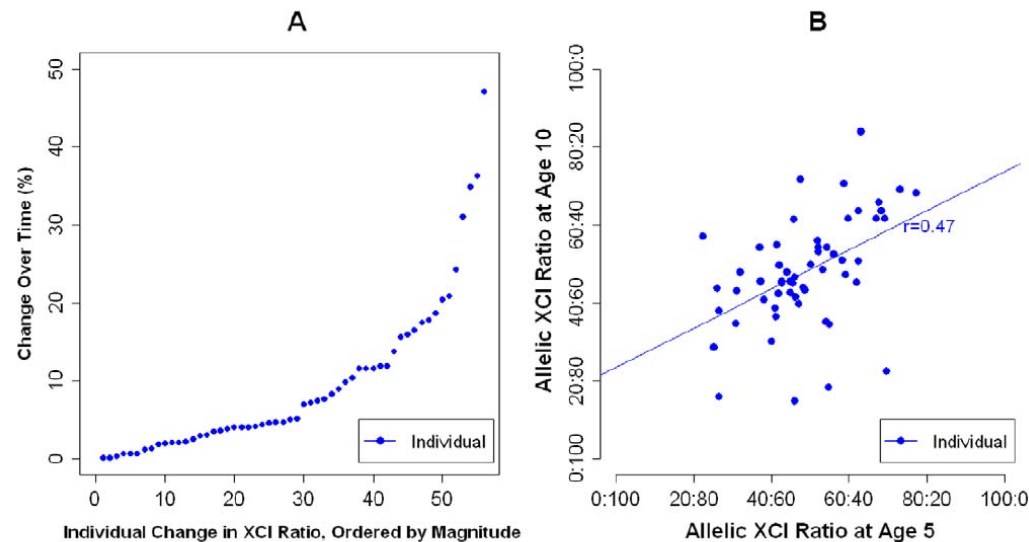 A
Change Over Time (%)
50
40
30
20
10
0
0
10
20
30
40
50
Individual
Individual Change in XCI Ratio, Ordered by Magnitude
B
Allelic XCI Ratio at Age 10
100:0
80:20
60:40
40:60
20:80
0:100
r=0.47
Individual
0:100
20:80
40:60
60:40
80:20
100:0
Allelic XCI Ratio at Age 5